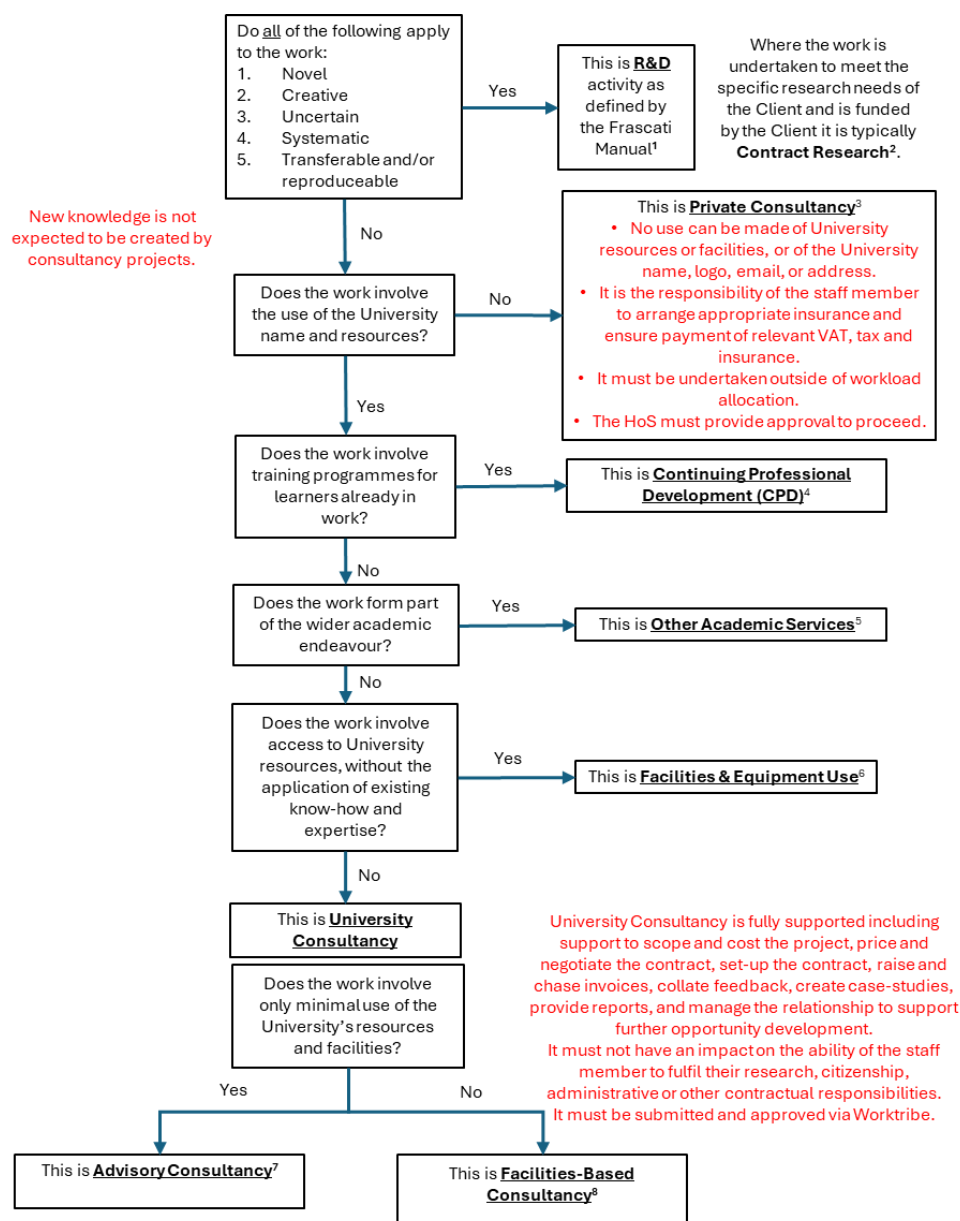 Do all of the following apply
to the work:
1. Novel
2. Creative
3. Uncertain
4. Systematic
5. Transferable and/or
reproduceable
Yes
This is R&D
activity as
defined by
the Frascati
Manual¹
Where the work is
undertaken to meet the
specific research needs of
the Client and is funded
by the Client it is typically
Contract Research².
New knowledge is not
expected to be created by
consultancy projects.
No
Does the work involve
the use of the University
name and resources?
No
This is Private Consultancy³
• No use can be made of University
resources or facilities, or of the University
name, logo, email, or address.
• It is the responsibility of the staff member
to arrange appropriate insurance and
ensure payment of relevant VAT, tax and
insurance.
• It must be undertaken outside of workload
allocation.
• The HoS must provide approval to proceed.
Yes
Does the work involve
training programmes for
learners already in
work?
Yes
This is Continuing Professional
Development (CPD)⁴
No
Does the work form part
of the wider academic
endeavour?
Yes
This is Other Academic Services⁵
No
Does the work involve
access to University
resources, without the
application of existing
know-how and
expertise?
Yes
This is Facilities & Equipment Use⁶
No
This is University
Consultancy
Does the work involve
only minimal use of the
University's resources
and facilities?
University Consultancy is fully supported including
support to scope and cost the project, price and
negotiate the contract, set-up the contract, raise and
chase invoices, collate feedback, create case-studies,
provide reports, and manage the relationship to support
further opportunity development.
It must not have an impact on the ability of the staff
member to fulfil their research, citizenship,
administrative or other contractual responsibilities.
It must be submitted and approved via Worktribe.
Yes
No
This is Advisory Consultancy⁷
This is Facilities-Based
Consultancy⁸